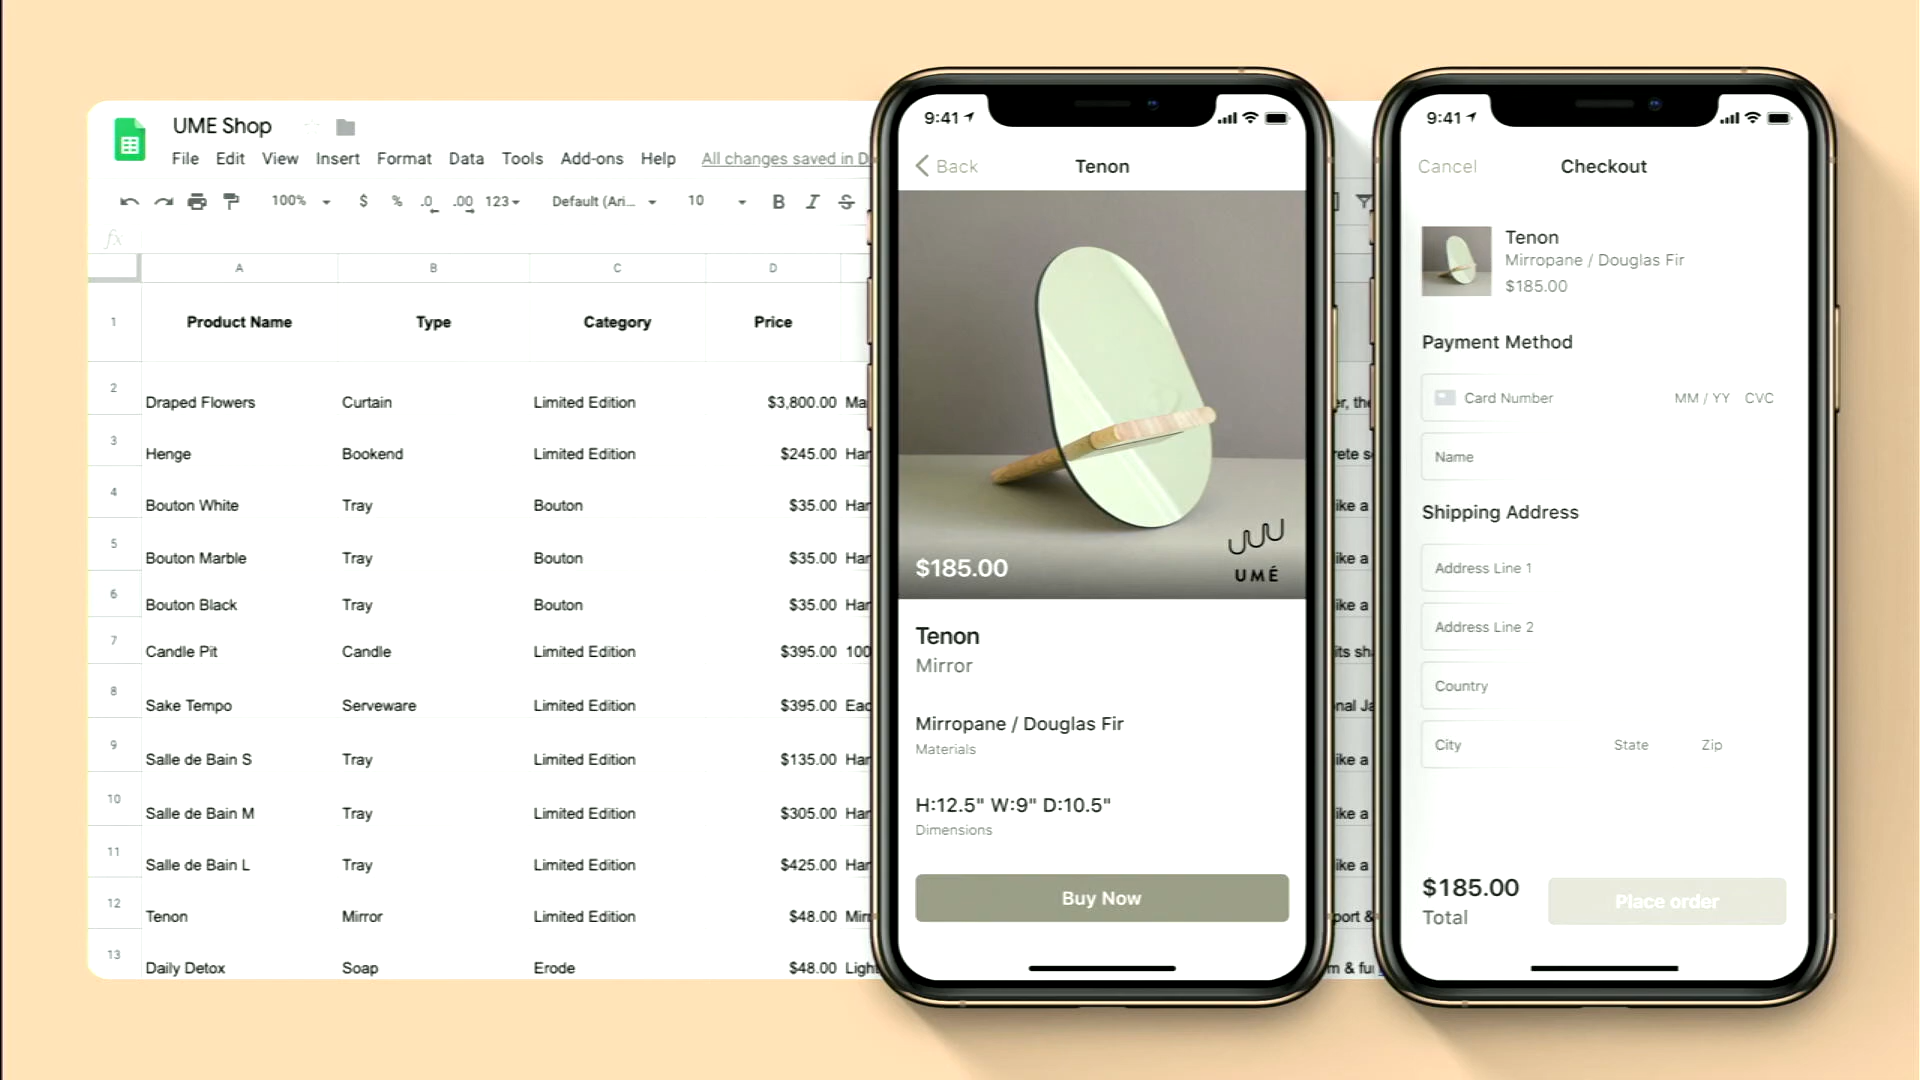 UME Shop
File Edit View Insert Format Data Tools Add-ons Help All changes saved in
100% $ % .0 .00 123 Default (Ari... 10 B I S
fx
A B C D
1 Product Name Type Category Price
2 Draped Flowers Curtain Limited Edition $3,800.00
3 Henge Bookend Limited Edition $245.00
4 Bouton White Tray Bouton $35.00
5 Bouton Marble Tray Bouton $35.00
6 Bouton Black Tray Bouton $35.00
7 Candle Pit Candle Limited Edition $395.00 100
8 Sake Tempo Serveware Limited Edition $395.00
9 Salle de Bain S Tray Limited Edition $135.00
10 Salle de Bain M Tray Limited Edition $305.00
11 Salle de Bain L Tray Limited Edition $425.00
12 Tenon Mirror Limited Edition $48.00
13 Daily Detox Soap Erode $48.00
9:41
Back Tenon
$185.00
UMÉ
Tenon
Mirror
Mirropane / Douglas Fir
Materials
H:12.5" W:9" D:10.5"
Dimensions
Buy Now
9:41
Cancel Checkout
Tenon
Mirropane / Douglas Fir
$185.00
Payment Method
Card Number MM / YY CVC
Name
Shipping Address
Address Line 1
Address Line 2
Country
City State Zip
$185.00
Total
Place order